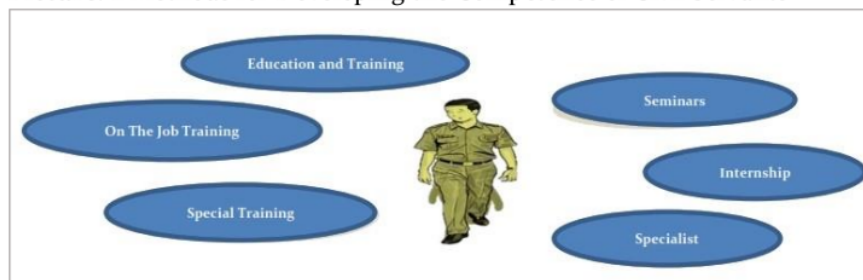 Education and Training
Seminars
On The Job Training
Internship
Special Training
Specialist